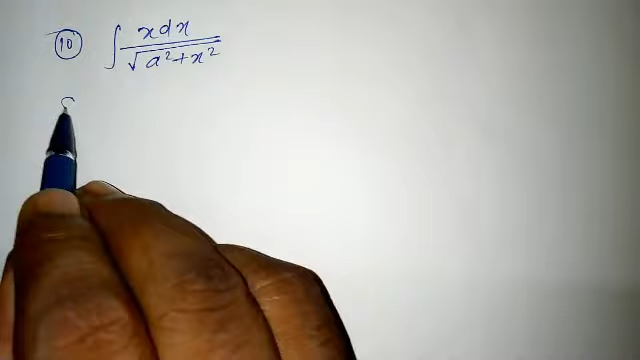 10 ∫ x dx / √a²+x²